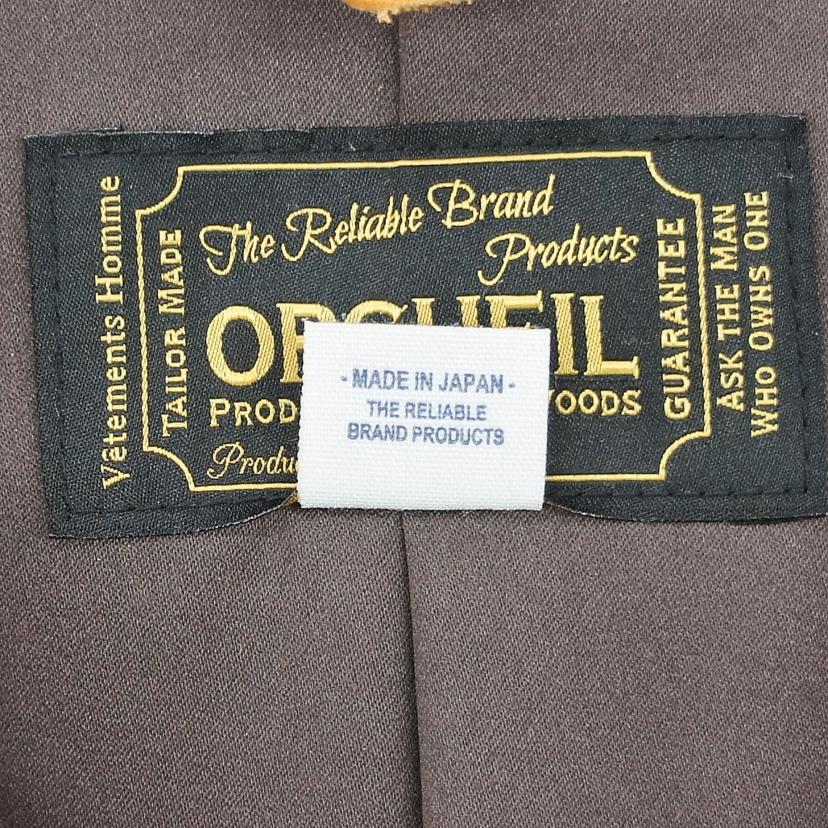 Vêtements Homme
TAILOR MADE
The Reliable Brand
Products
ORGUEIL
- MADE IN JAPAN -
THE RELIABLE
BRAND PRODUCTS
GUARANTEE
ASK THE MAN
WHO OWNS ONE